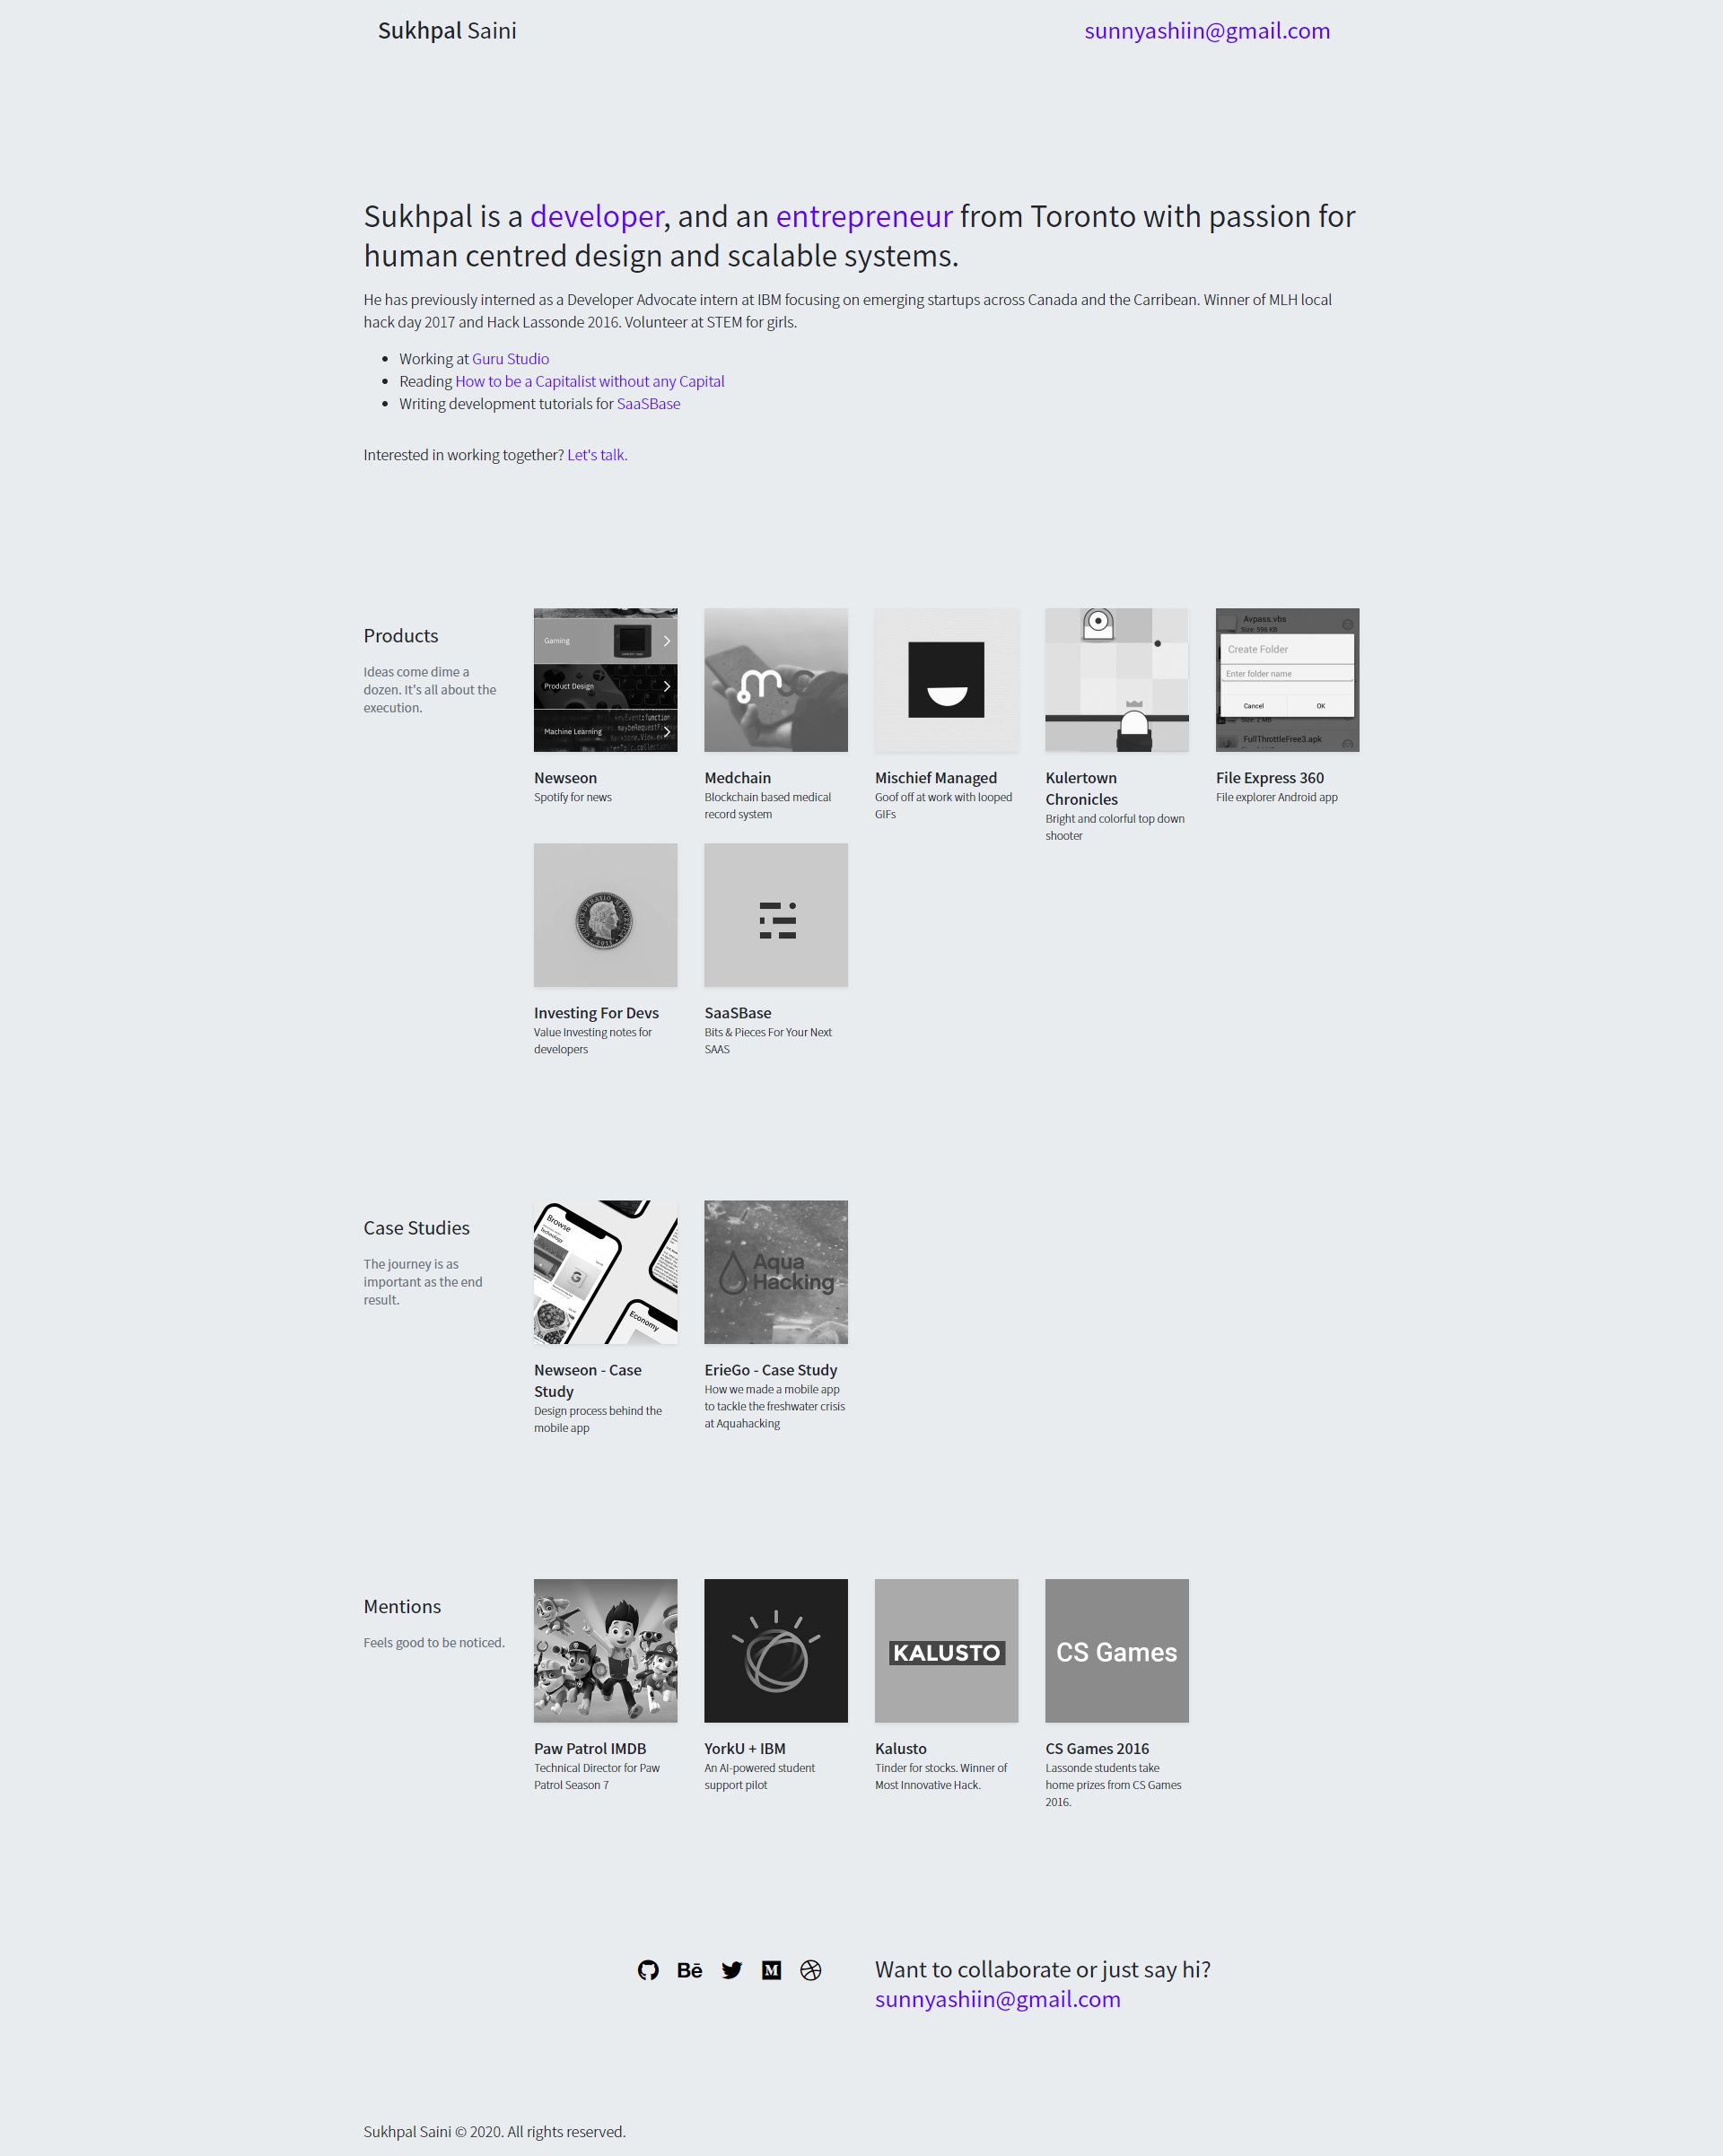 Sukhpal Saini
sunnyashiin@gmail.com
Sukhpal is a developer, and an entrepreneur from Toronto with passion for
human centred design and scalable systems.
He has previously interned as a Developer Advocate intern at IBM focusing on emerging startups across Canada and the Carribean. Winner of MLH local
hack day 2017 and Hack Lassonde 2016. Volunteer at STEM for girls.
Working at Guru Studio
Reading How to be a Capitalist without any Capital
Writing development tutorials for SaaSBase
Interested in working together? Let's talk.
Products
Ideas come dime a
dozen. It's all about the
execution.
Gaming
Product Design
Machine Learning
Newseon
Spotify for news
Medchain
Blockchain based medical
record system
Mischief Managed
Goof off at work with looped
GIFs
Kulertown
Chronicles
Bright and colorful top down
shooter
Avpass.vbs
Size: 596 KB
Create Folder
Enter folder name
Cancel OK
Size: 2 MB
FullThrottleFree3.apk
File Express 360
File explorer Android app
Investing For Devs
Value Investing notes for
developers
SaaSBase
Bits & Pieces For Your Next
SAAS
Case Studies
The journey is as
important as the end
result.
Browse
Technology
Economy
Newseon - Case
Study
Design process behind the
mobile app
Aqua
Hacking
ErieGo - Case Study
How we made a mobile app
to tackle the freshwater crisis
at Aquahacking
Mentions
Feels good to be noticed.
Paw Patrol IMDB
Technical Director for Paw
Patrol Season 7
YorkU + IBM
An AI-powered student
support pilot
KALUSTO
Kalusto
Tinder for stocks. Winner of
Most Innovative Hack.
CS Games
CS Games 2016
Lassonde students take
home prizes from CS Games
2016.
Want to collaborate or just say hi?
sunnyashiin@gmail.com
Sukhpal Saini © 2020. All rights reserved.